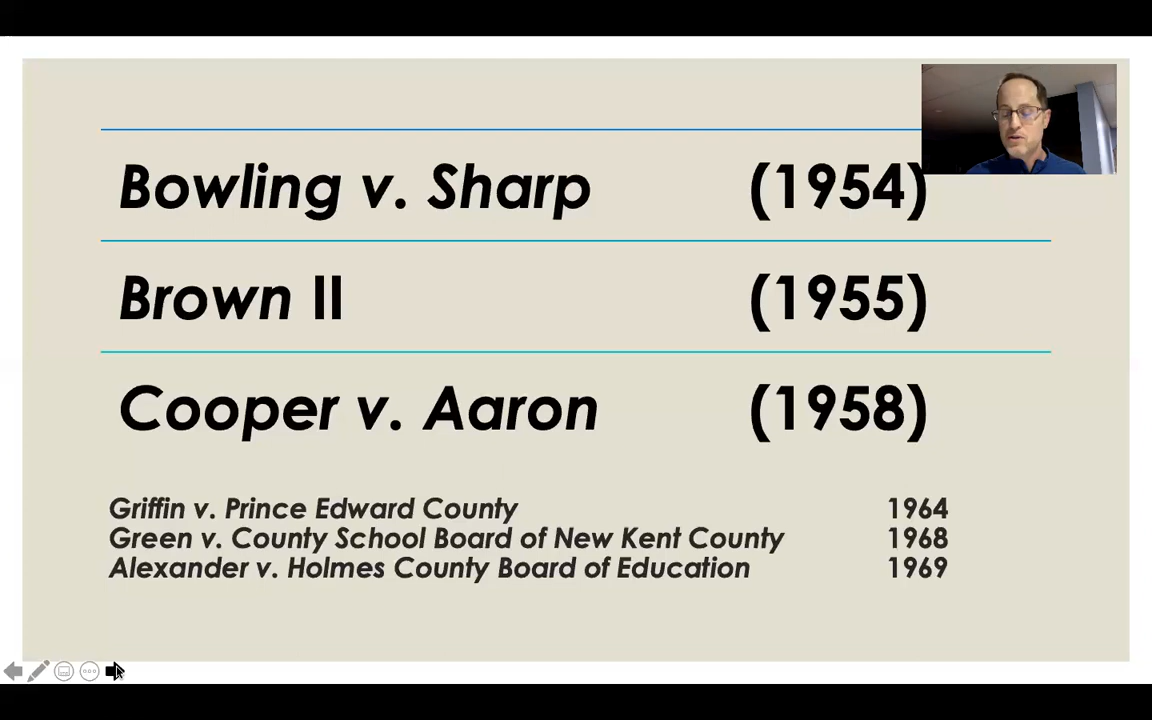 Bowling v. Sharp (1954)
Brown II (1955)
Cooper v. Aaron (1958)
Griffin v. Prince Edward County 1964
Green v. County School Board of New Kent County 1968
Alexander v. Holmes County Board of Education 1969